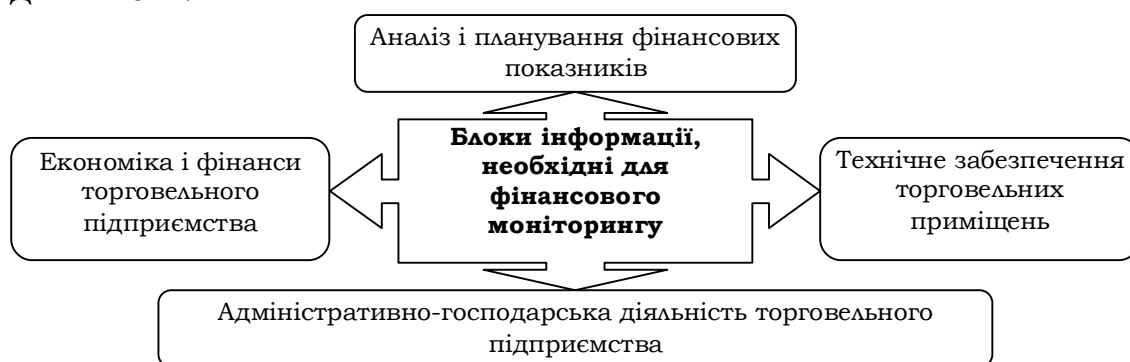 Аналіз і планування фінансових
показників
Блоки інформації,
необхідні для
фінансового
моніторингу
Економіка і фінанси
торговельного
підприємства
Технічне забезпечення
торговельних
приміщень
Адміністративно-господарська діяльність торговельного
підприємства